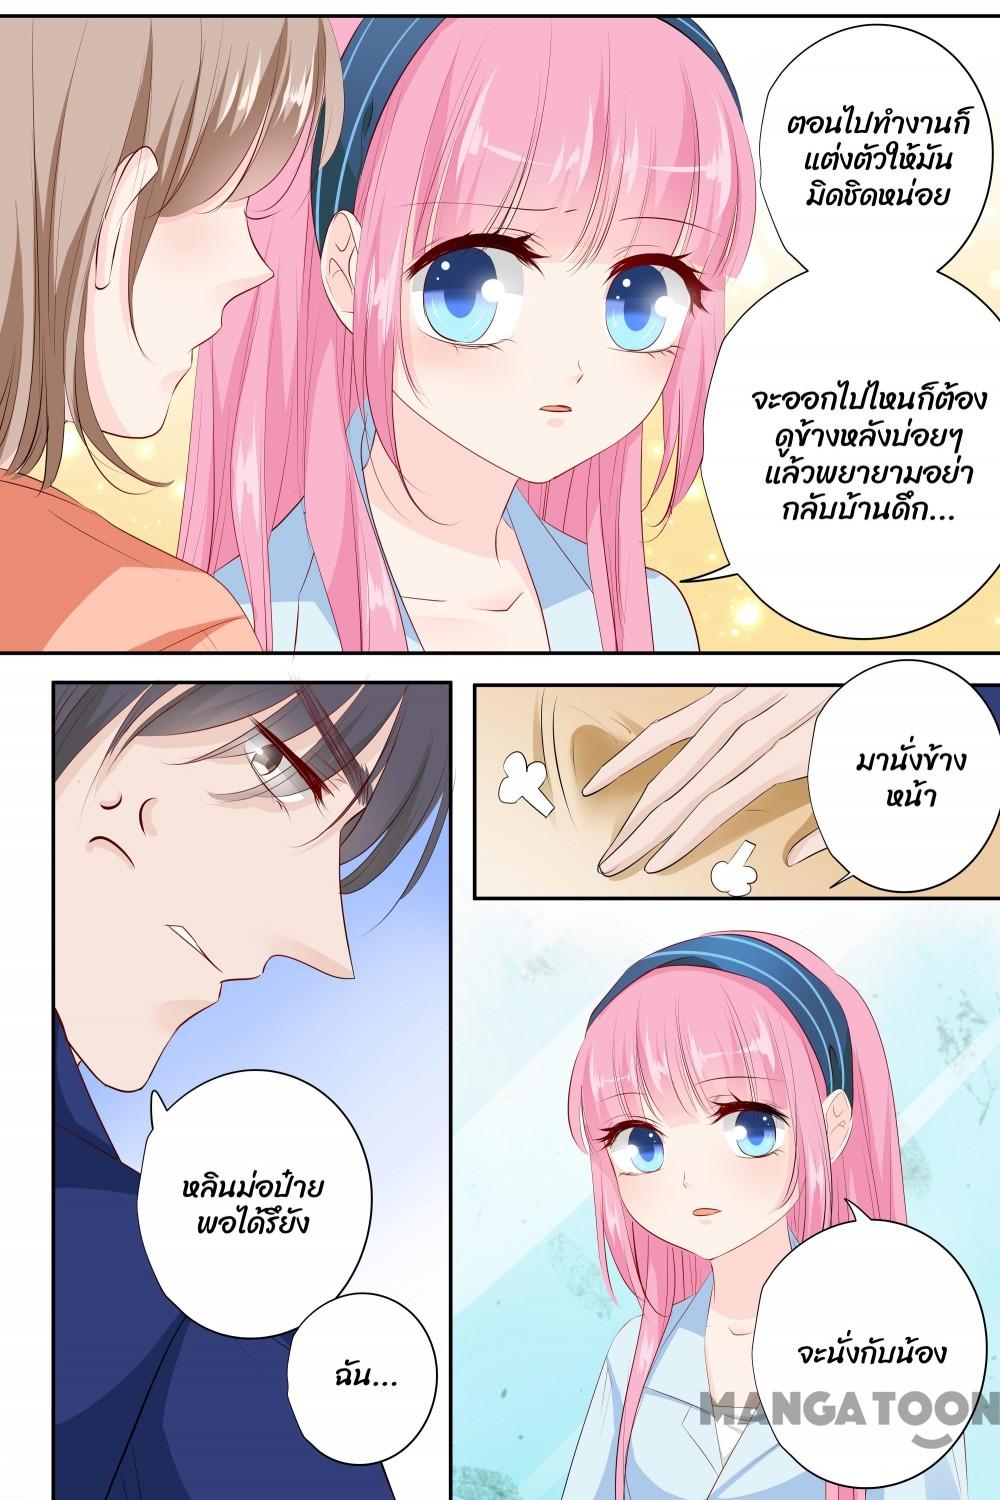 ตอนไปทำงานก็
แต่งตัวให้มัน
มิดชิดหน่อย
จะออกไปไหนก็ต้อง
ดูข้างหลังบ่อยๆ
แล้วพยายามอย่า
กลับบ้านดึก...
มานั่งข้าง
หน้า
หลินม่อป๋าย
พอได้รึยัง
ฉัน...
จะนั่งกับน้อง
MANGATOON